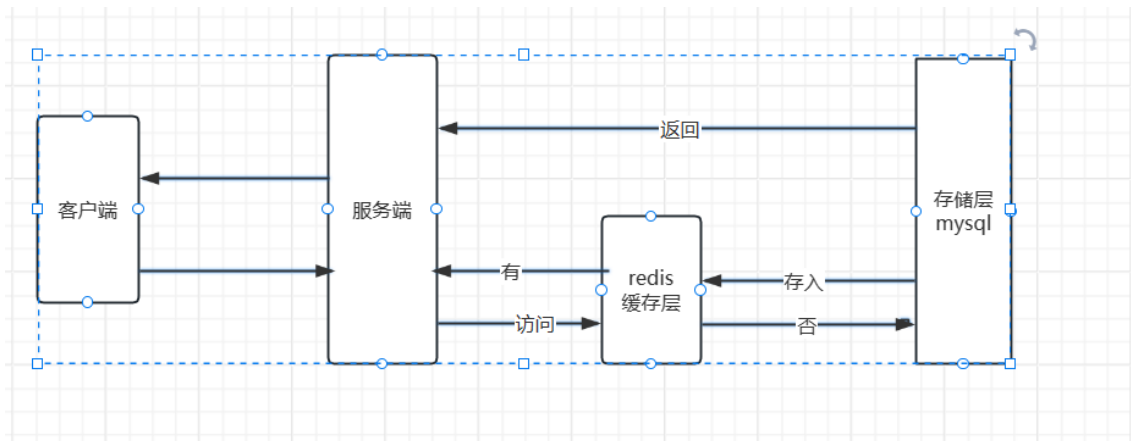 返回
客户端
服务端
存储层
mysql
有
redis
缓存层
存入
访问
否